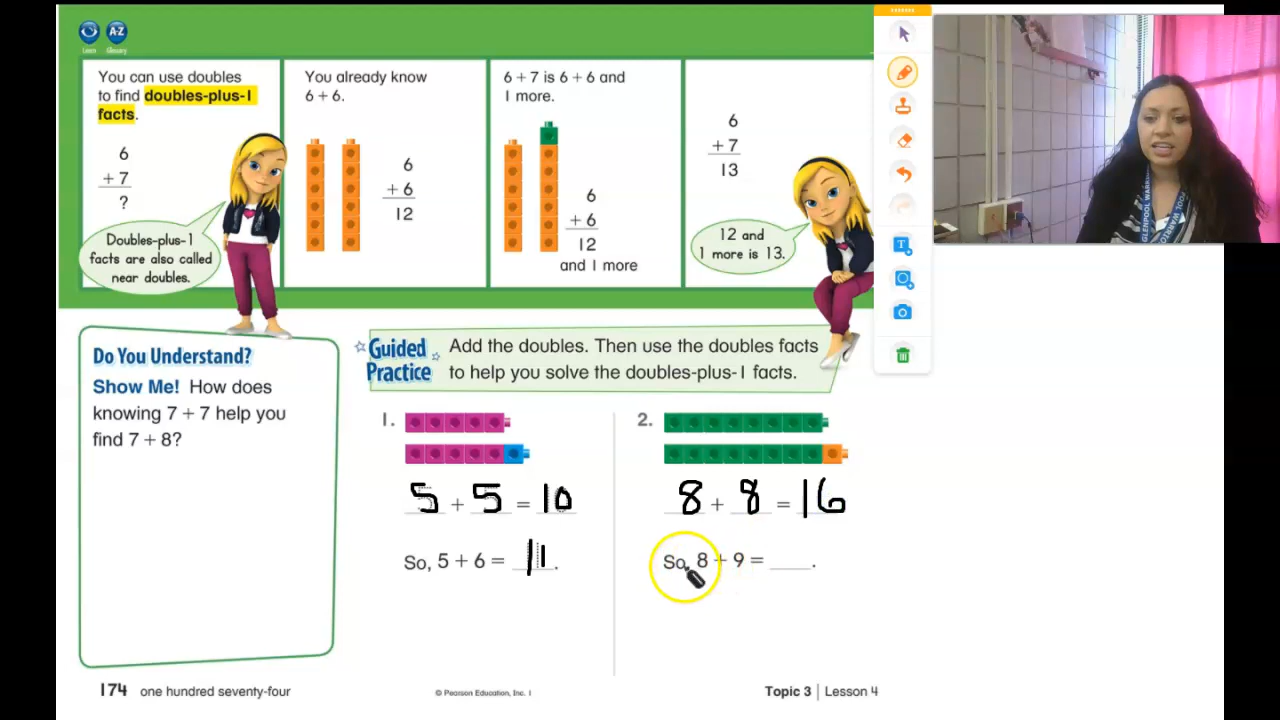 Learn
A-Z
Glossary
You can use doubles
to find doubles-plus-1
facts.
6
+ 7
?
Doubles-plus-1
facts are also called
near doubles.
You already know
6 + 6.
6
+ 6
12
6 + 7 is 6 + 6 and
1 more.
6
+ 6
12
and 1 more
6
+ 7
13
12 and
1 more is 13.
Do You Understand?
Show Me! How does
knowing 7 + 7 help you
find 7 + 8?
Guided
Practice
Add the doubles. Then use the doubles facts
to help you solve the doubles-plus-1 facts.
1.
5 + 5 = 10
So, 5 + 6 = 11.
2.
8 + 8 = 16
So, 8 + 9 = ____.
174 one hundred seventy-four
© Pearson Education, Inc. 1
Topic 3 | Lesson 4
T